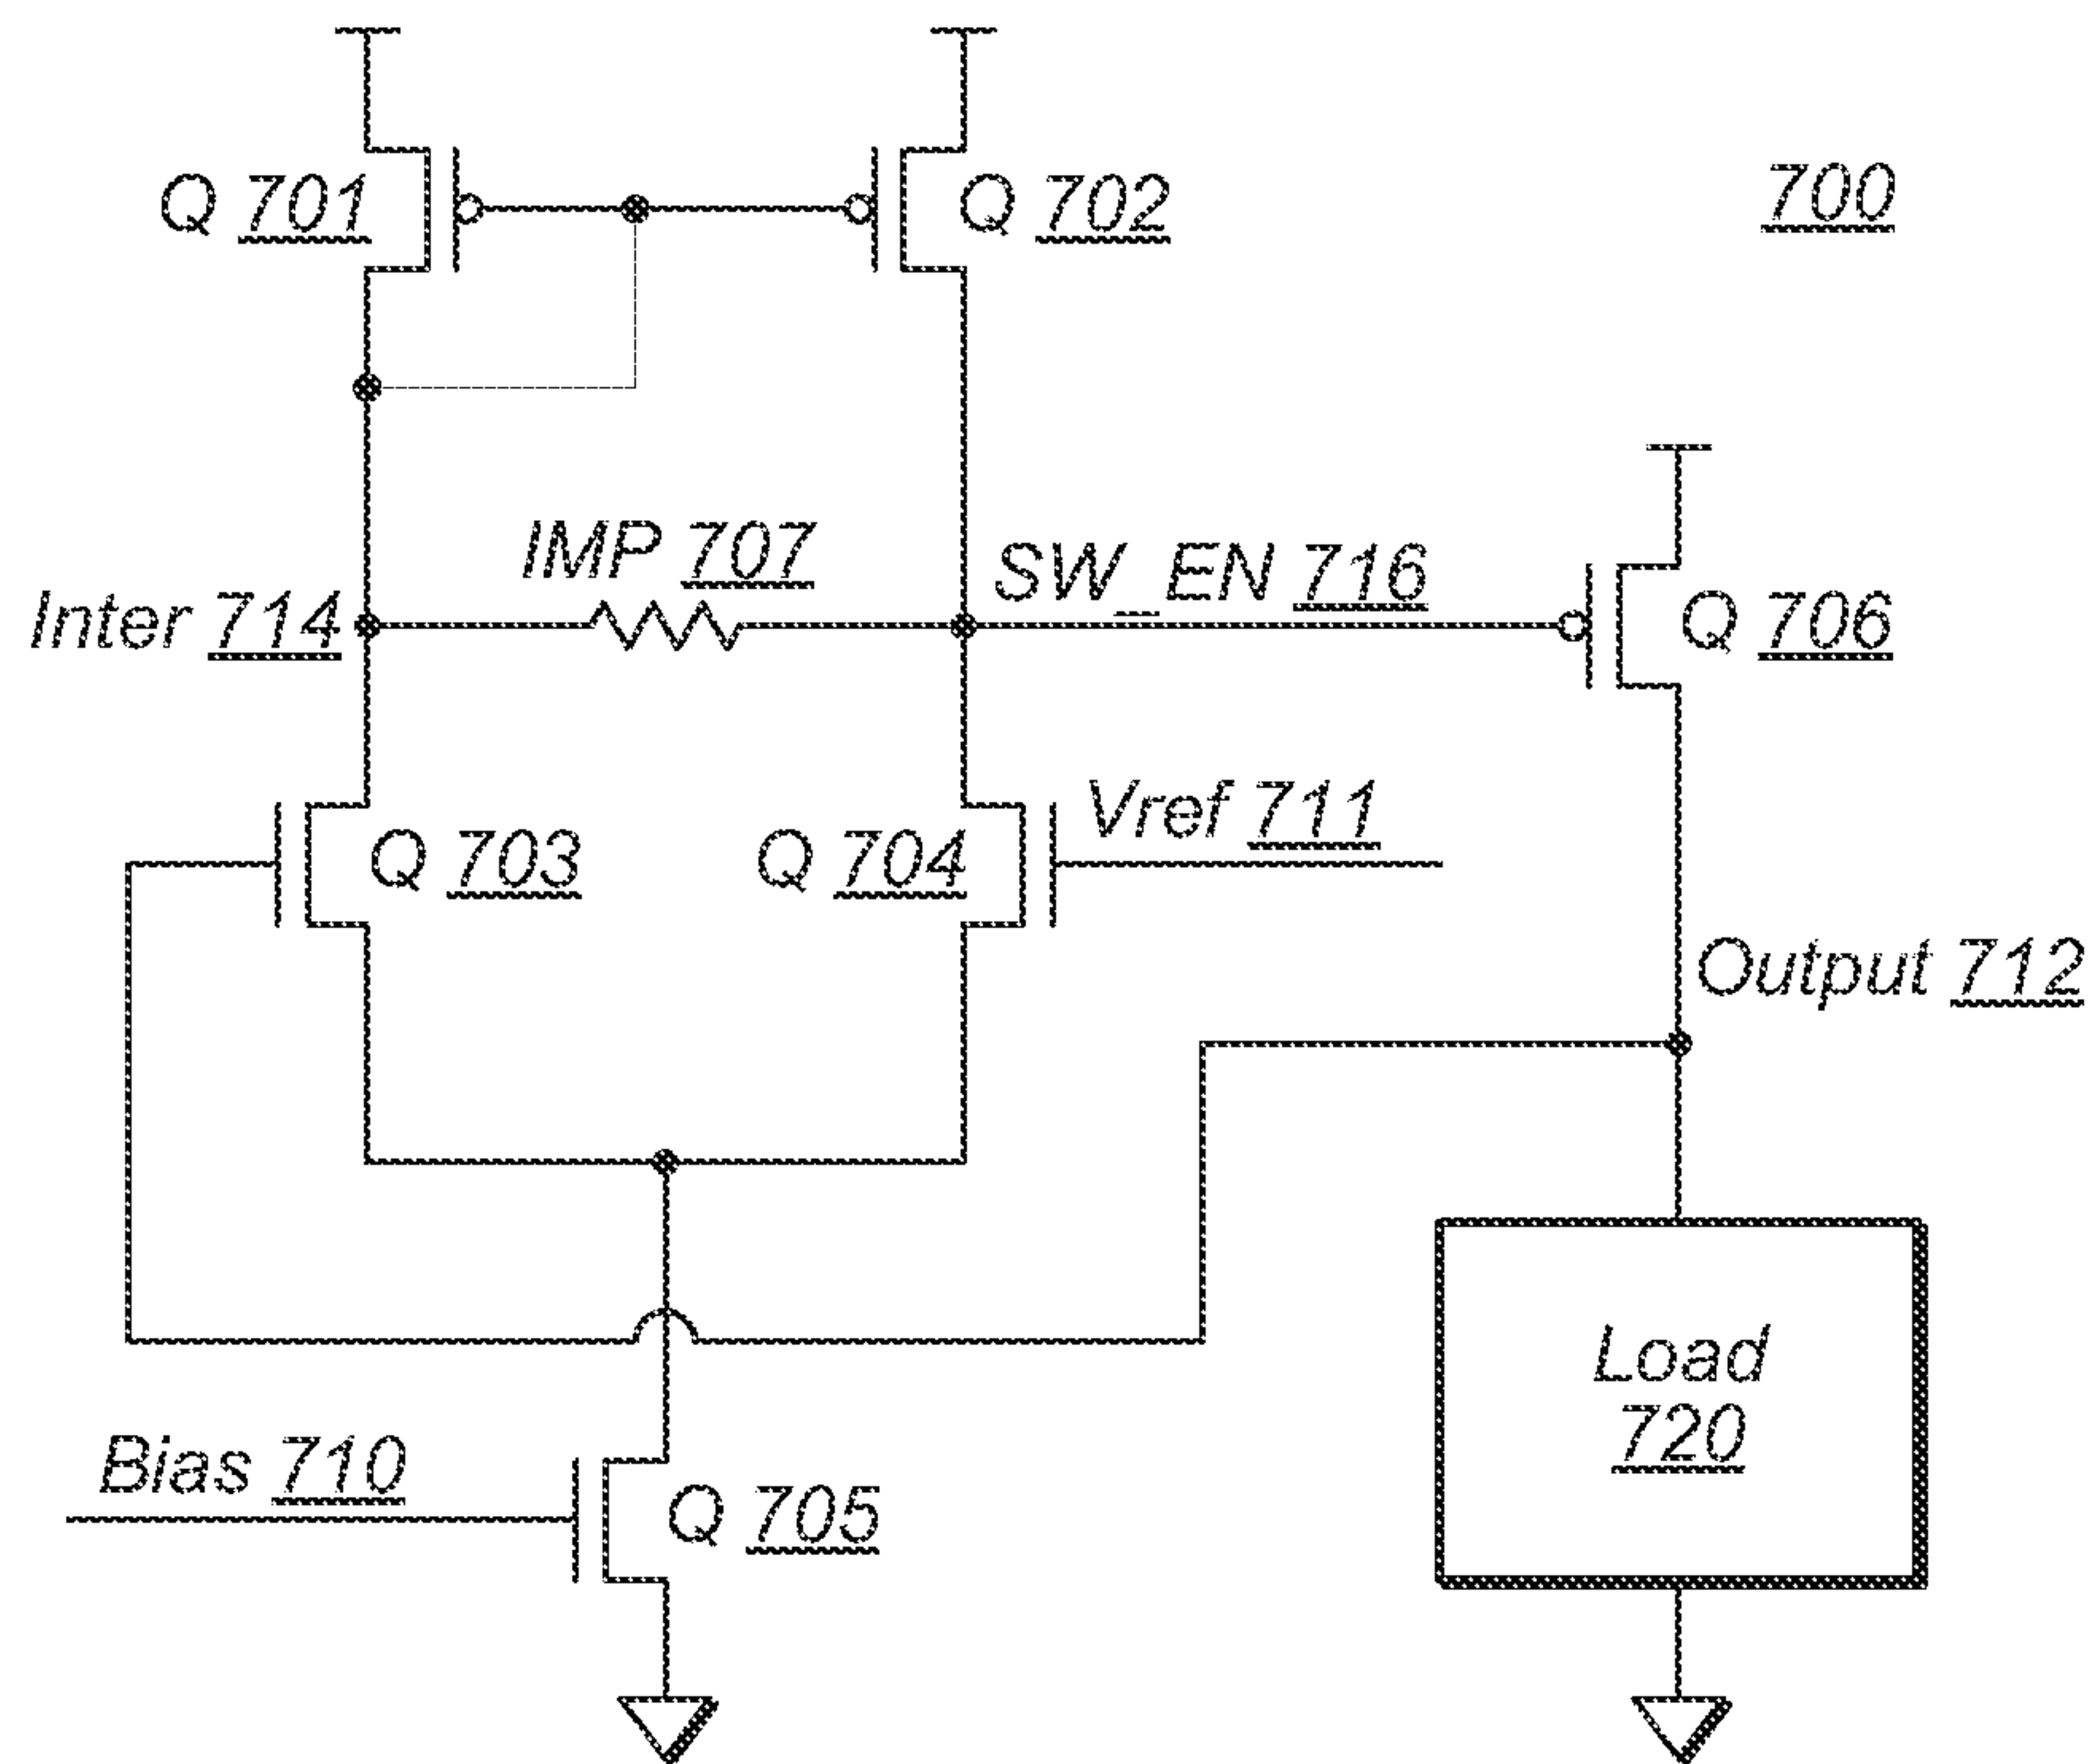 Q 701
Q 702
700
IMP 707
SW_EN 716
Inter 714
Q 706
Vref 711
Q 703
Q 704
Output 712
Load
720
Bias 710
Q 705